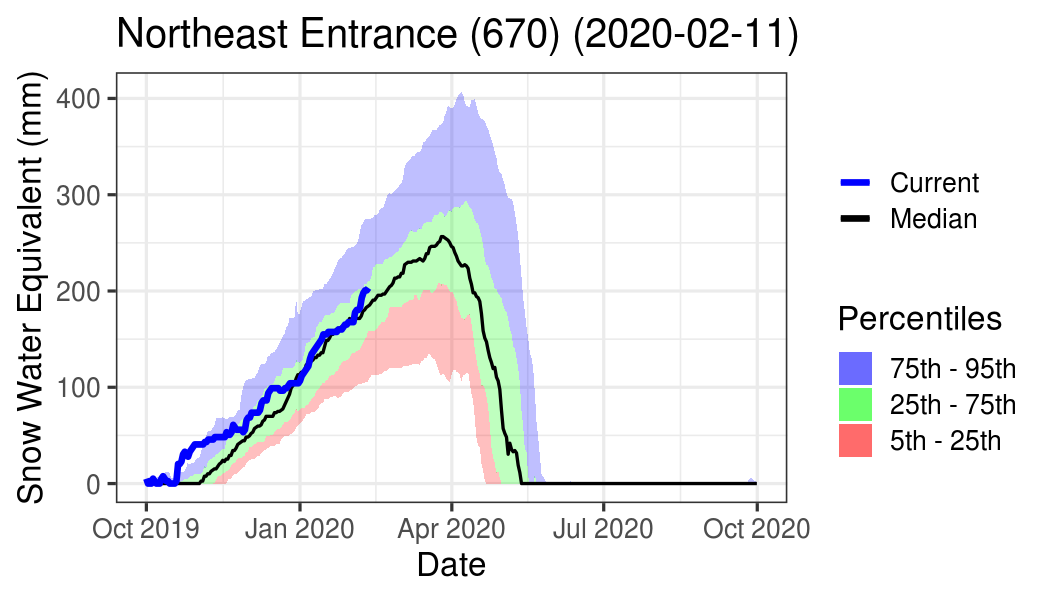 Northeast Entrance (670) (2020-02-11)
Snow Water Equivalent (mm)
400
300
200
100
0
Oct 2019 Jan 2020 Apr 2020 Jul 2020 Oct 2020
Date
Current
Median
Percentiles
75th - 95th
25th - 75th
5th - 25th